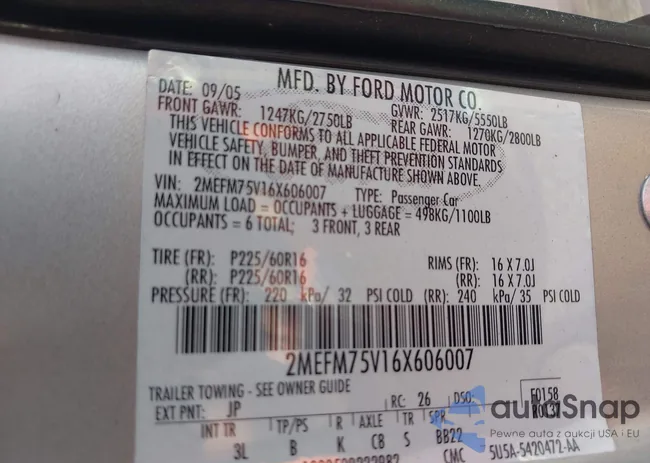 MFD. BY FORD MOTOR CO.
DATE: 09/05 GVWR: 2517KG/5550LB
FRONT GAWR: 1247KG/2750LB REAR GAWR: 1270KG/2800LB
THIS VEHICLE CONFORMS TO ALL APPLICABLE FEDERAL MOTOR
VEHICLE SAFETY, BUMPER, AND THEFT PREVENTION STANDARDS
IN EFFECT ON THE DATE OF MANUFACTURE SHOWN ABOVE.
VIN: 2MEFM75V16X606007 TYPE: Passenger Car
MAXIMUM LOAD = OCCUPANTS + LUGGAGE = 498KG/1100LB
OCCUPANTS = 6 TOTAL; 3 FRONT, 3 REAR
TIRE (FR): P225/60R16 RIMS (FR): 16 X 7.0J
(RR): P225/60R16 (RR): 16 X 7.0J
PRESSURE (FR): 220 kPa/ 32 PSI COLD (RR): 240 kPa/ 35 PSI COLD
2MEFM75V16X606007
TRAILER TOWING - SEE OWNER GUIDE
EXT PNT: JP RC: 26 DSO: F0158
R0137
INT TR TP/PS R AXLE TR SPR
3L B K CB S BB22
CMC 5U5A-5420472-AA
autoSnap
Pewne auta z aukcji USA i EU